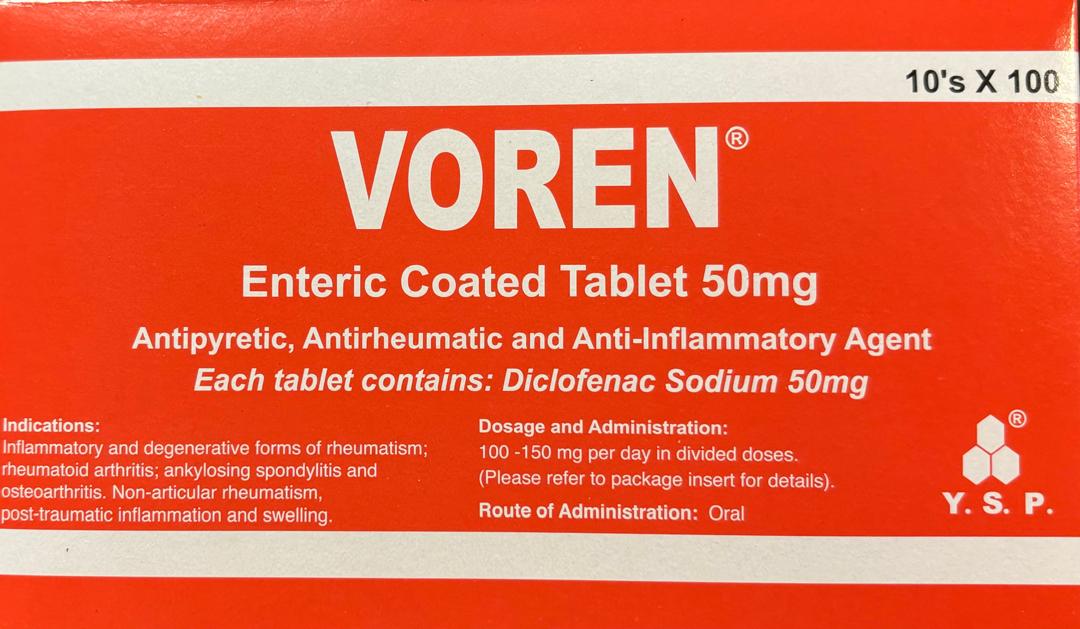 10's X 100
VOREN®
Enteric Coated Tablet 50mg
Antipyretic, Antirheumatic and Anti-Inflammatory Agent
Each tablet contains: Diclofenac Sodium 50mg
Indications:
Inflammatory and degenerative forms of rheumatism;
rheumatoid arthritis; ankylosing spondylitis and
osteoarthritis. Non-articular rheumatism,
post-traumatic inflammation and swelling.
Dosage and Administration:
100 -150 mg per day in divided doses.
(Please refer to package insert for details).
Route of Administration: Oral
®
Y. S. P.